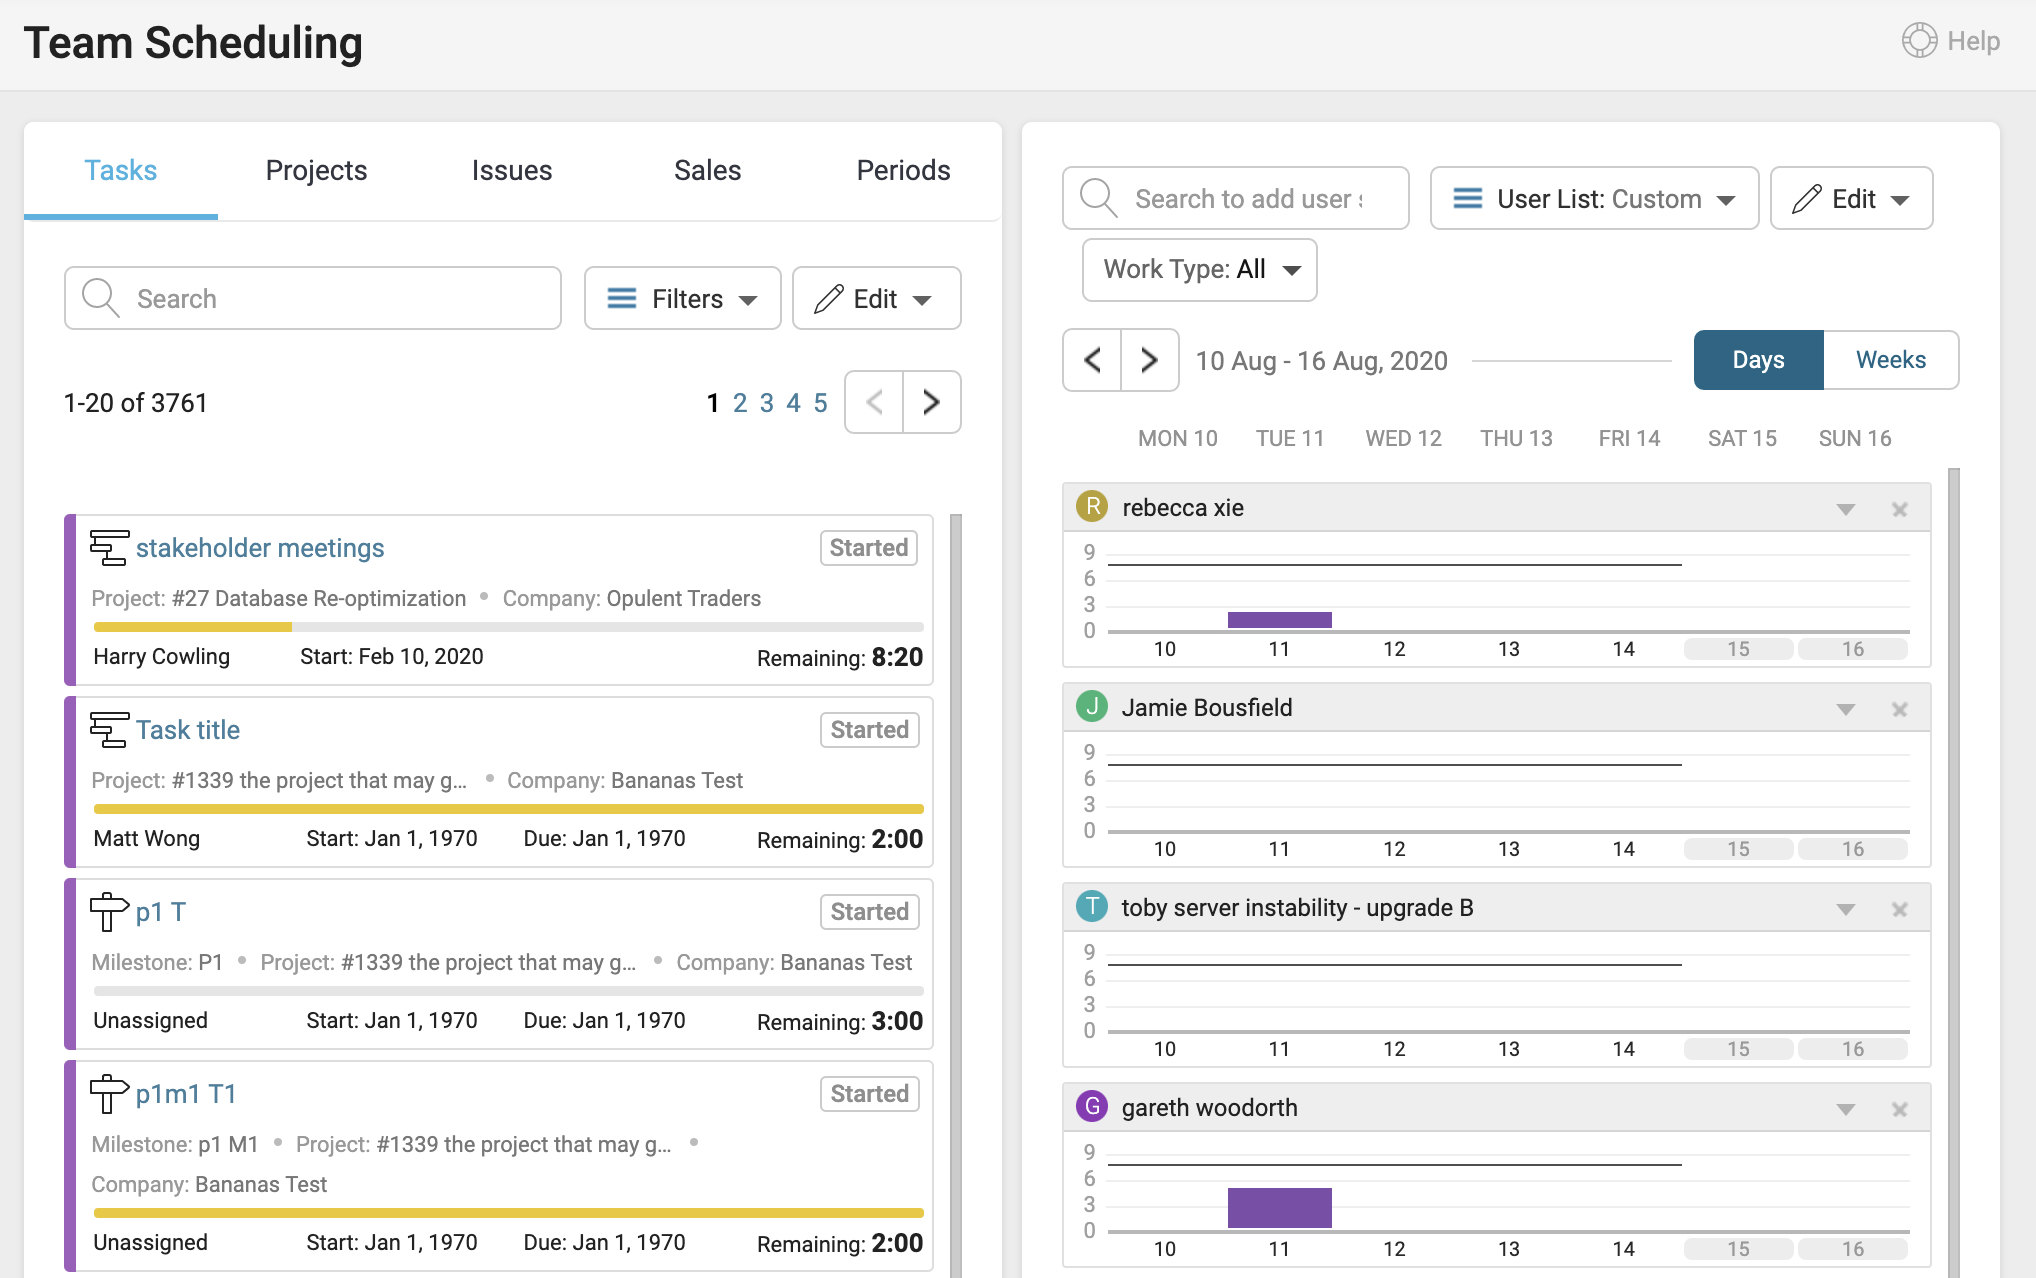 Team Scheduling
Help
Tasks Projects Issues Sales Periods
Search Filters Edit
1-20 of 3761 1 2 3 4 5
stakeholder meetings Started
Project: #27 Database Re-optimization • Company: Opulent Traders
Harry Cowling Start: Feb 10, 2020 Remaining: 8:20
Task title Started
Project: #1339 the project that may g... • Company: Bananas Test
Matt Wong Start: Jan 1, 1970 Due: Jan 1, 1970 Remaining: 2:00
p1 T Started
Milestone: P1 • Project: #1339 the project that may g... • Company: Bananas Test
Unassigned Start: Jan 1, 1970 Due: Jan 1, 1970 Remaining: 3:00
p1m1 T1 Started
Milestone: p1 M1 • Project: #1339 the project that may g... •
Company: Bananas Test
Unassigned Start: Jan 1, 1970 Due: Jan 1, 1970 Remaining: 2:00
Search to add user User List: Custom Edit
Work Type: All
10 Aug - 16 Aug, 2020 Days Weeks
MON 10 TUE 11 WED 12 THU 13 FRI 14 SAT 15 SUN 16
R rebecca xie
9
6
3
0
10 11 12 13 14 15 16
J Jamie Bousfield
9
6
3
0
10 11 12 13 14 15 16
T toby server instability - upgrade B
9
6
3
0
10 11 12 13 14 15 16
G gareth woodorth
9
6
3
0
10 11 12 13 14 15 16